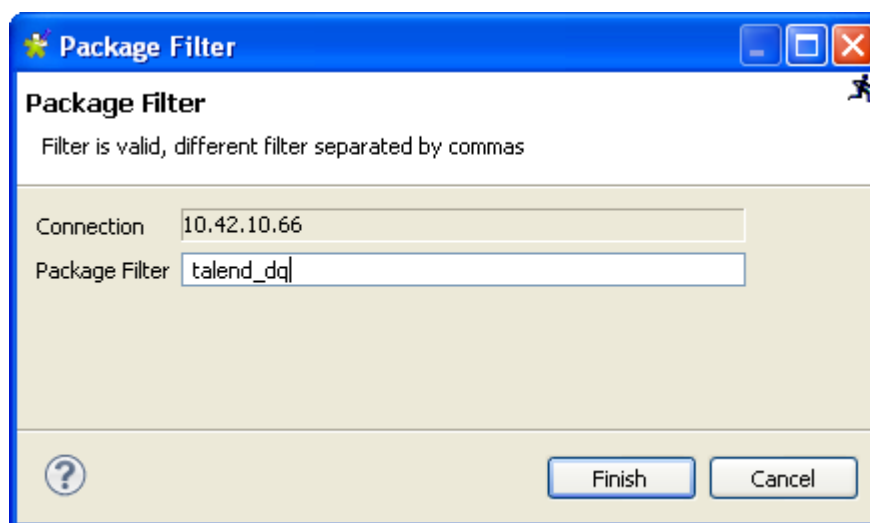 Package Filter
Package Filter
Filter is valid, different filter separated by commas
Connection 10.42.10.66
Package Filter talend_dq
? Finish Cancel